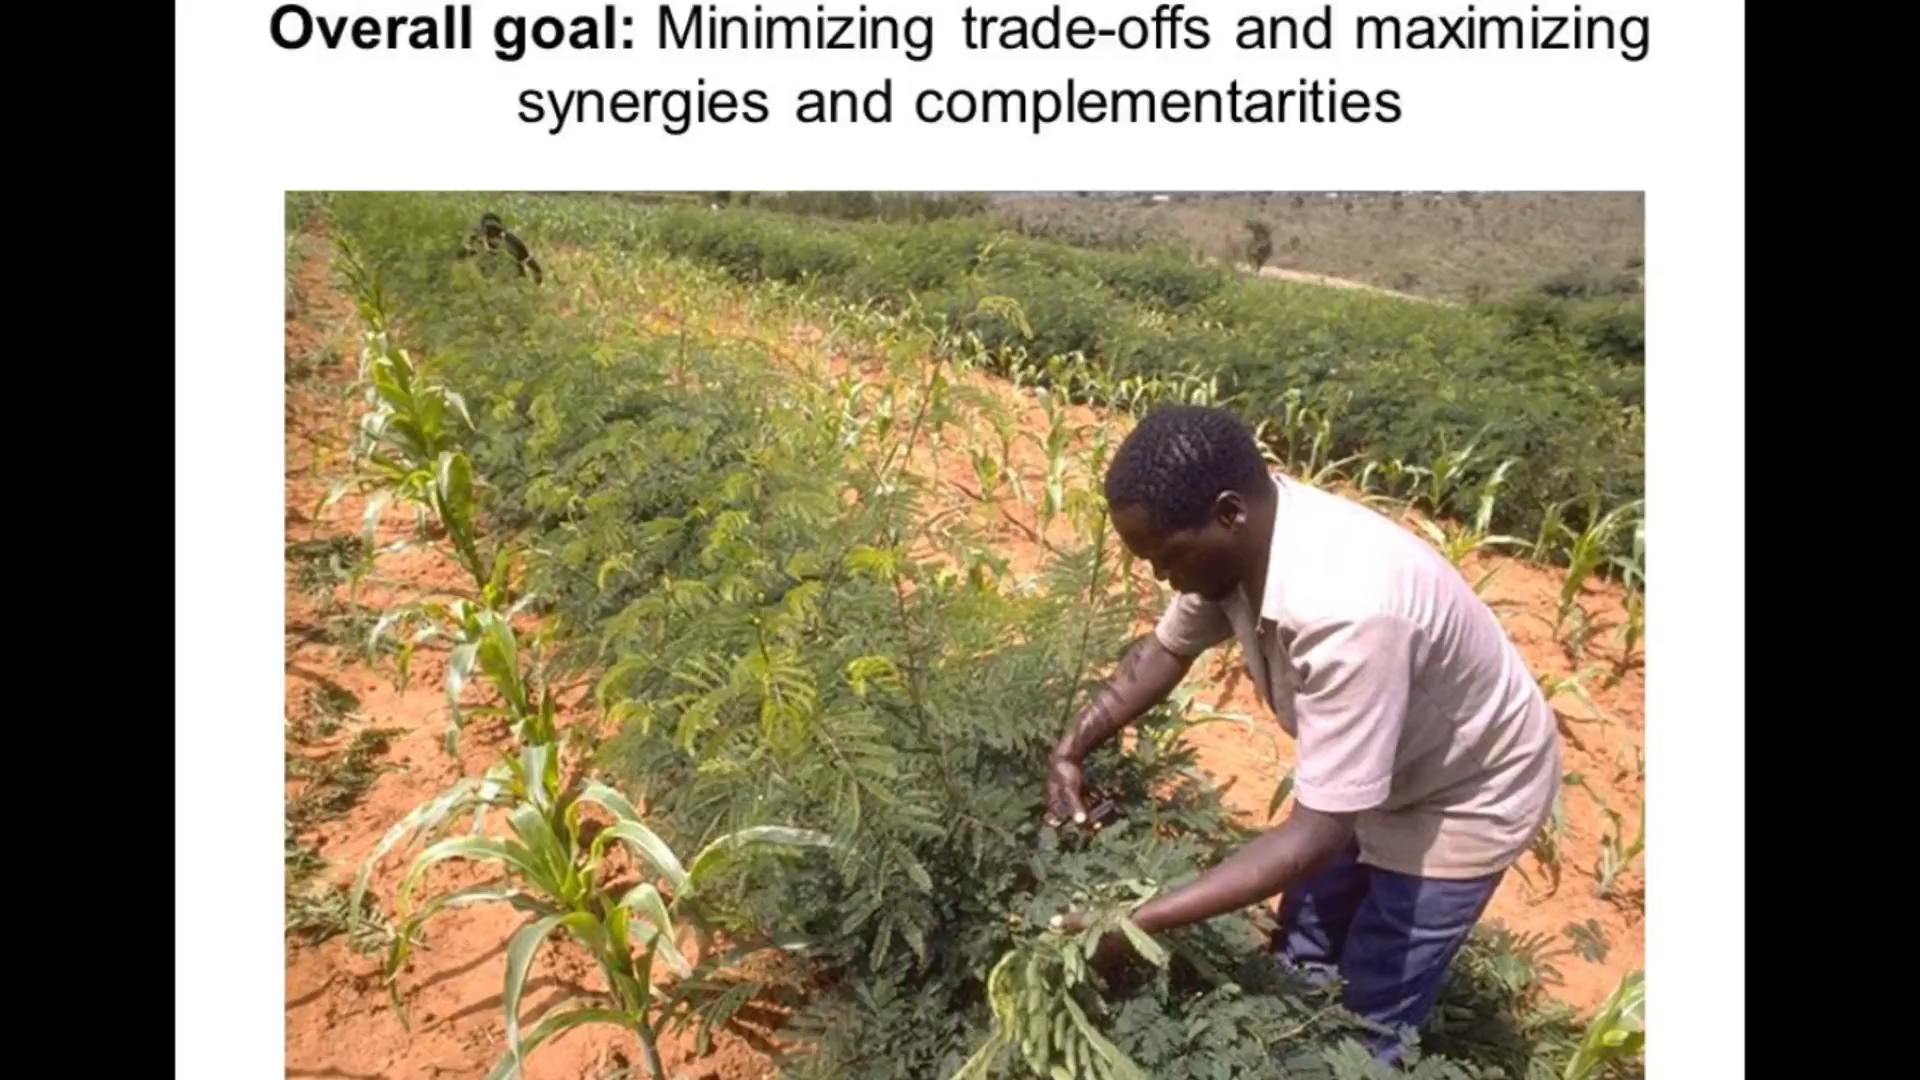 Overall goal: Minimizing trade-offs and maximizing
synergies and complementarities